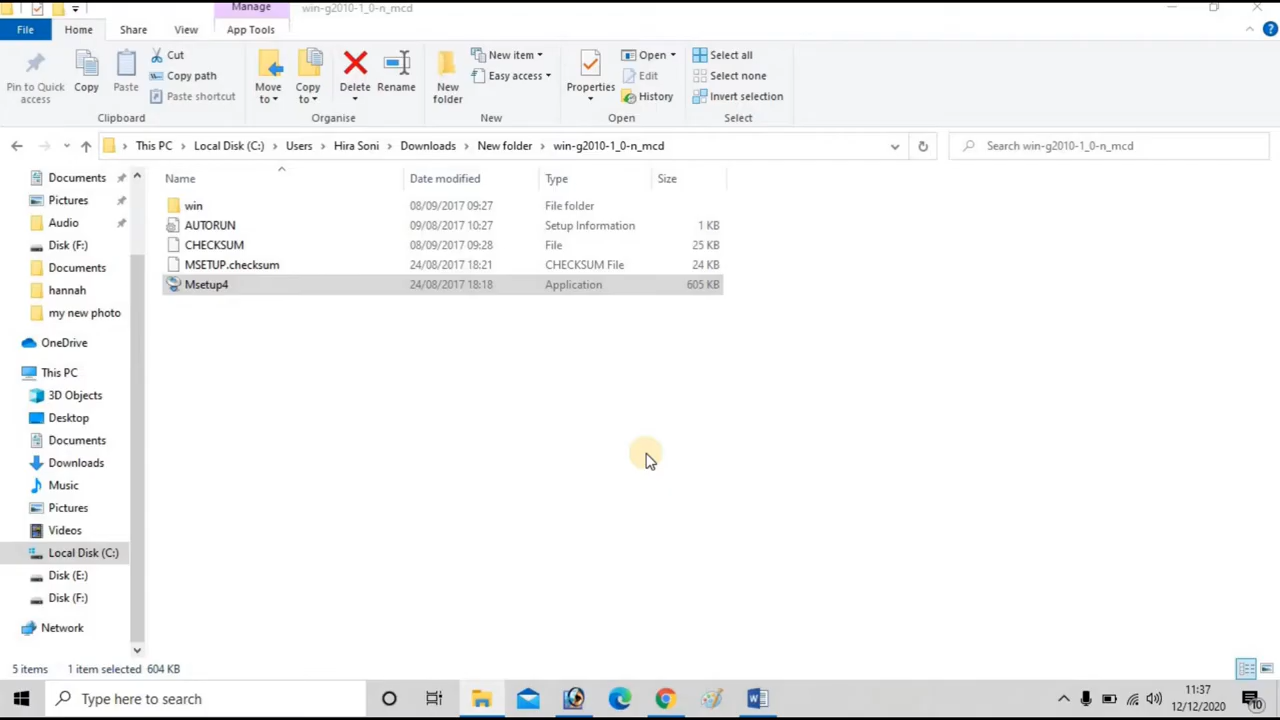 Manage win-g2010-1_0-n_mcd
File Home Share View App Tools
Pin to Quick access
Copy
Paste
Cut
Copy path
Paste shortcut
Clipboard
Move to
Copy to
Delete
Rename
Organise
New folder
New item
Easy access
New
Properties
Open
Edit
History
Open
Select all
Select none
Invert selection
Select
This PC › Local Disk (C:) › Users › Hira Soni › Downloads › New folder › win-g2010-1_0-n_mcd
Search win-g2010-1_0-n_mcd
Name Date modified Type Size
win 08/09/2017 09:27 File folder
AUTORUN 09/08/2017 10:27 Setup Information 1 KB
CHECKSUM 08/09/2017 09:28 File 25 KB
MSETUP.checksum 24/08/2017 18:21 CHECKSUM File 24 KB
Msetup4 24/08/2017 18:18 Application 605 KB
Documents
Pictures
Audio
Disk (F:)
Documents
hannah
my new photo
OneDrive
This PC
3D Objects
Desktop
Documents
Downloads
Music
Pictures
Videos
Local Disk (C:)
Disk (E:)
Disk (F:)
Network
5 items 1 item selected 604 KB
Type here to search
11:37
12/12/2020
10